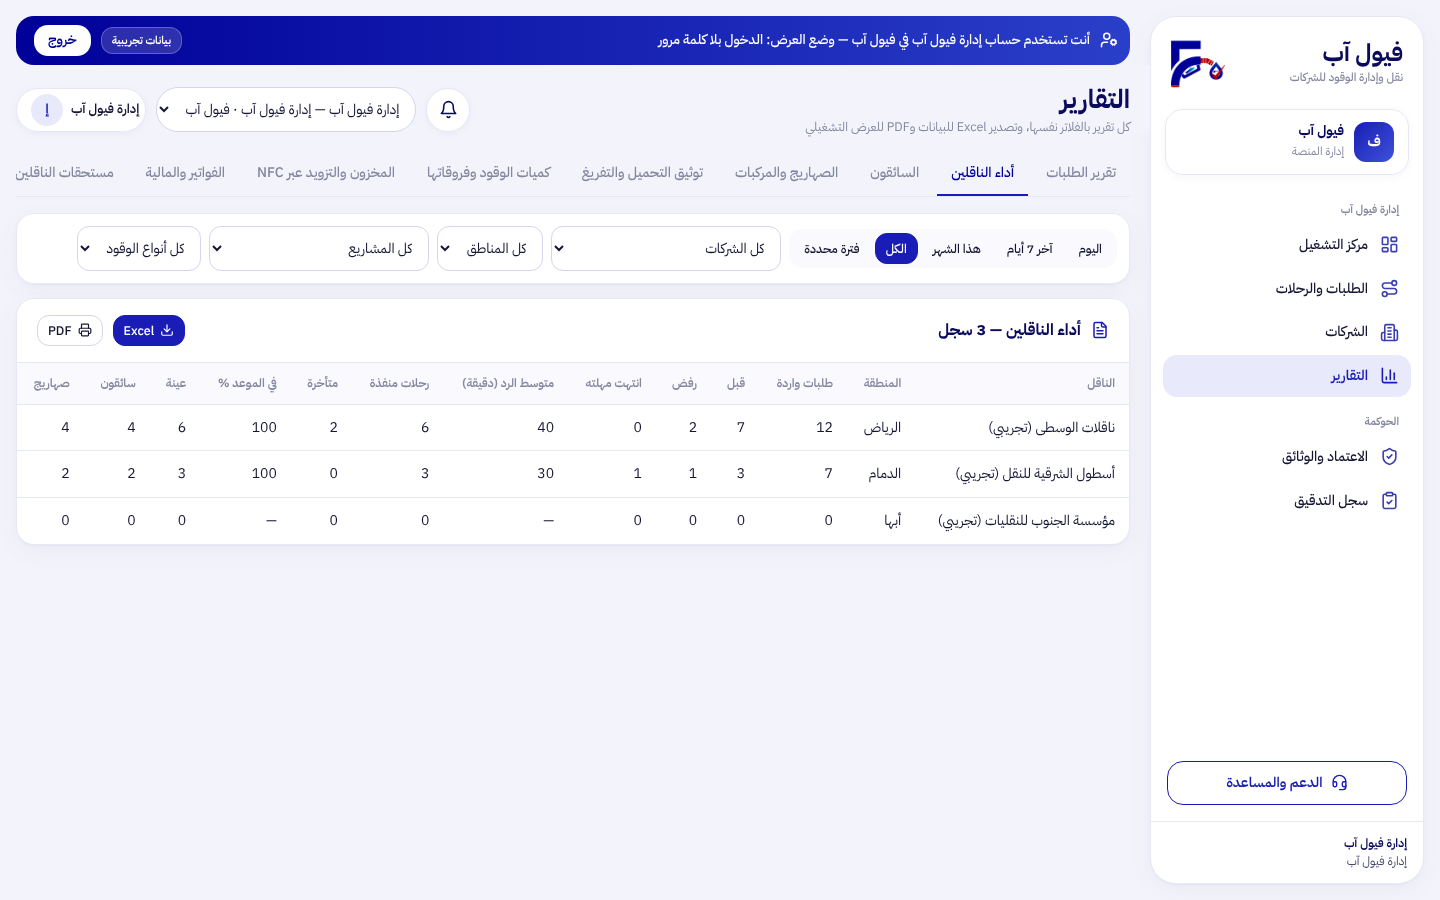 أنت تستخدم حساب إدارة فيول آب في فيول آب — وضع العرض: الدخول بلا كلمة مرور
بيانات تجريبية
خروج
فيول آب
نقل وإدارة الوقود للشركات
ف
فيول آب
إدارة المنصة
إدارة فيول آب
مركز التشغيل
الطلبات والرحلات
الشركات
التقارير
الحوكمة
الاعتماد والوثائق
سجل التدقيق
الدعم والمساعدة
إدارة فيول آب
إدارة فيول آب
التقارير
كل تقرير بالفلاتر نفسها، وتصدير Excel للبيانات وPDF للعرض التشغيلي
إدارة فيول آب — إدارة فيول آب · فيول آب
إدارة فيول آب
إ
تقرير الطلبات أداء الناقلين السائقون الصهاريج والمركبات توثيق التحميل والتفريغ كميات الوقود وفروقاتها المخزون والتزويد عبر NFC الفواتير والمالية مستحقات الناقلين
اليوم آخر 7 أيام هذا الشهر الكل فترة محددة كل الشركات كل المناطق كل المشاريع كل أنواع الوقود
أداء الناقلين — 3 سجل
Excel
PDF
الناقل المنطقة طلبات واردة قبل رفض انتهت مهلته متوسط الرد (دقيقة) رحلات منفذة متأخرة في الموعد % عينة سائقون صهاريج
ناقلات الوسطى (تجريبي) الرياض 12 7 2 0 40 6 2 100 6 4 4
أسطول الشرقية للنقل (تجريبي) الدمام 7 3 1 1 30 3 0 100 3 2 2
مؤسسة الجنوب للنقليات (تجريبي) أبها 0 0 0 0 — 0 0 — 0 0 0